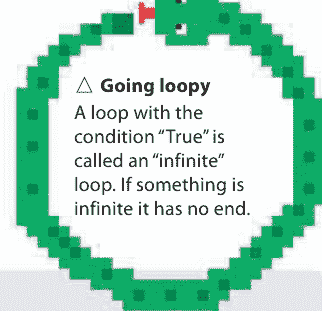 △ Going loopy
A loop with the
condition “True” is
called an “infinite”
loop. If something is
infinite it has no end.